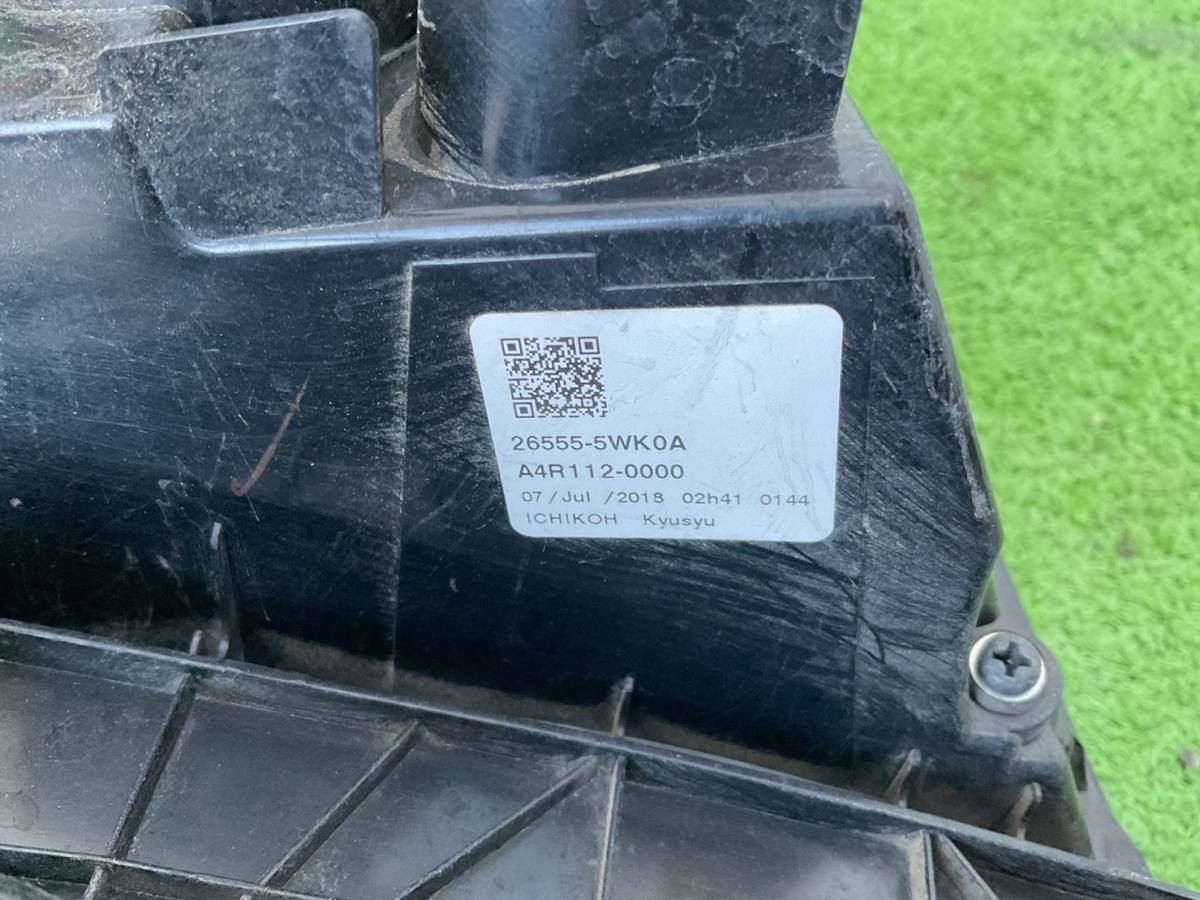 26555-5WK0A
A4R112-0000
07/Jul /2018 02h41 0144
ICHIKOH Kyusyu